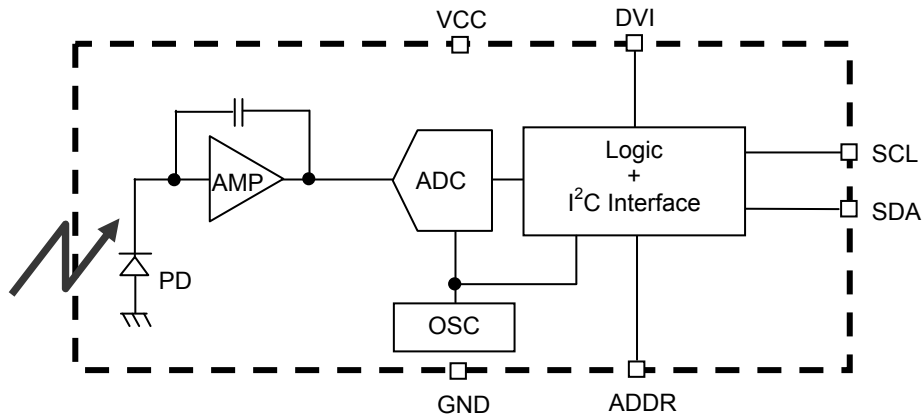 VCC
DVI
AMP
ADC
Logic
+
I²C Interface
SCL
SDA
PD
OSC
GND
ADDR